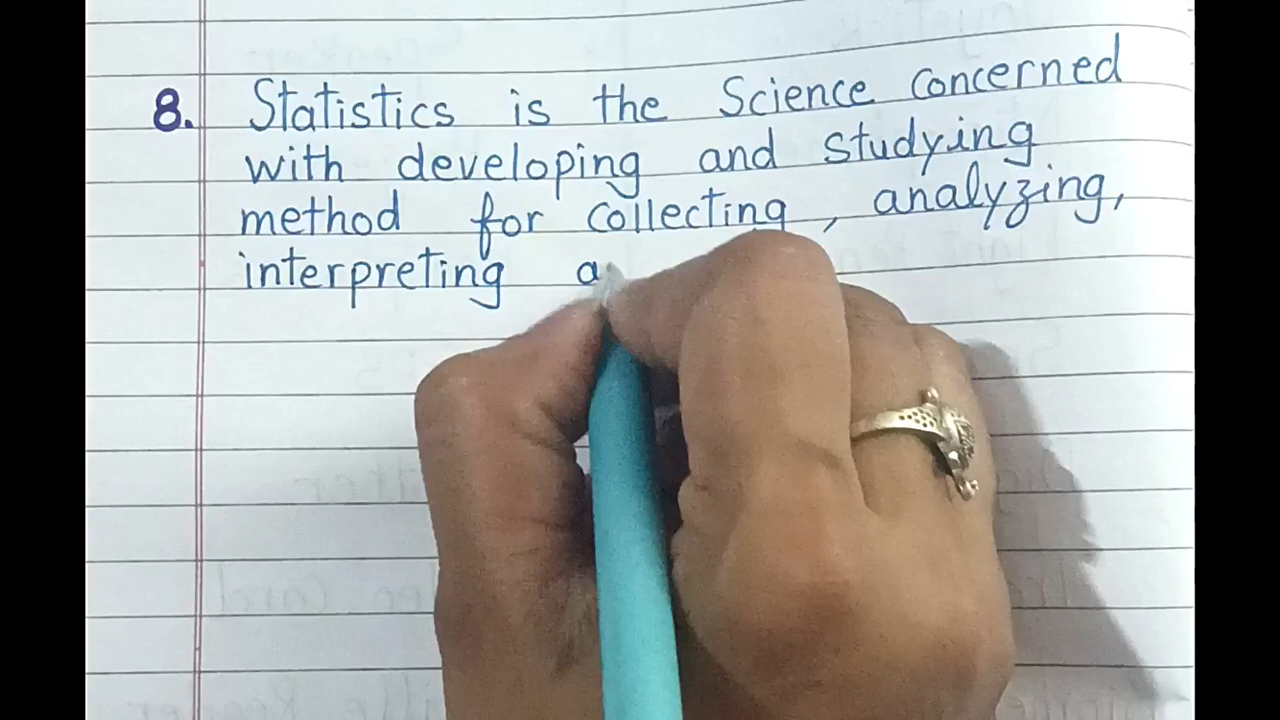 8. Statistics is the Science concerned
with developing and studying
method for collecting, analyzing,
interpreting a